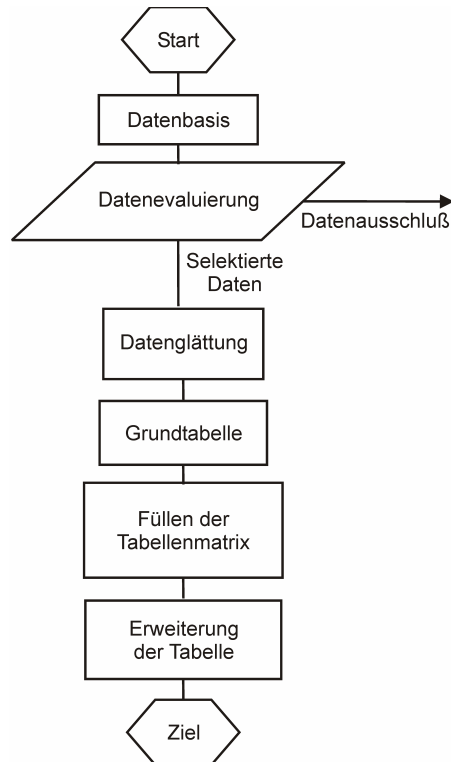 Start
Datenbasis
Datenevaluierung
Datenausschluß
Selektierte
Daten
Datenglättung
Grundtabelle
Füllen der
Tabellenmatrix
Erweiterung
der Tabelle
Ziel